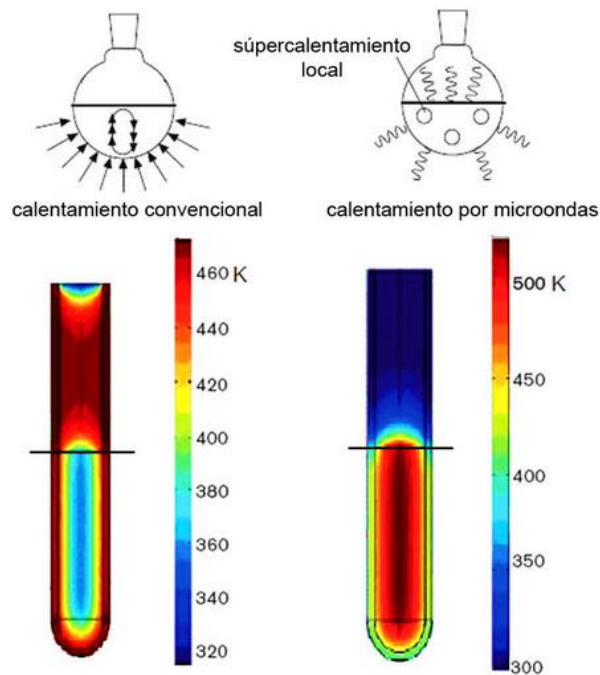 súpercalentamiento
local
calentamiento convencional
calentamiento por microondas
460 K
440
420
400
380
360
340
320
500 K
450
400
350
300